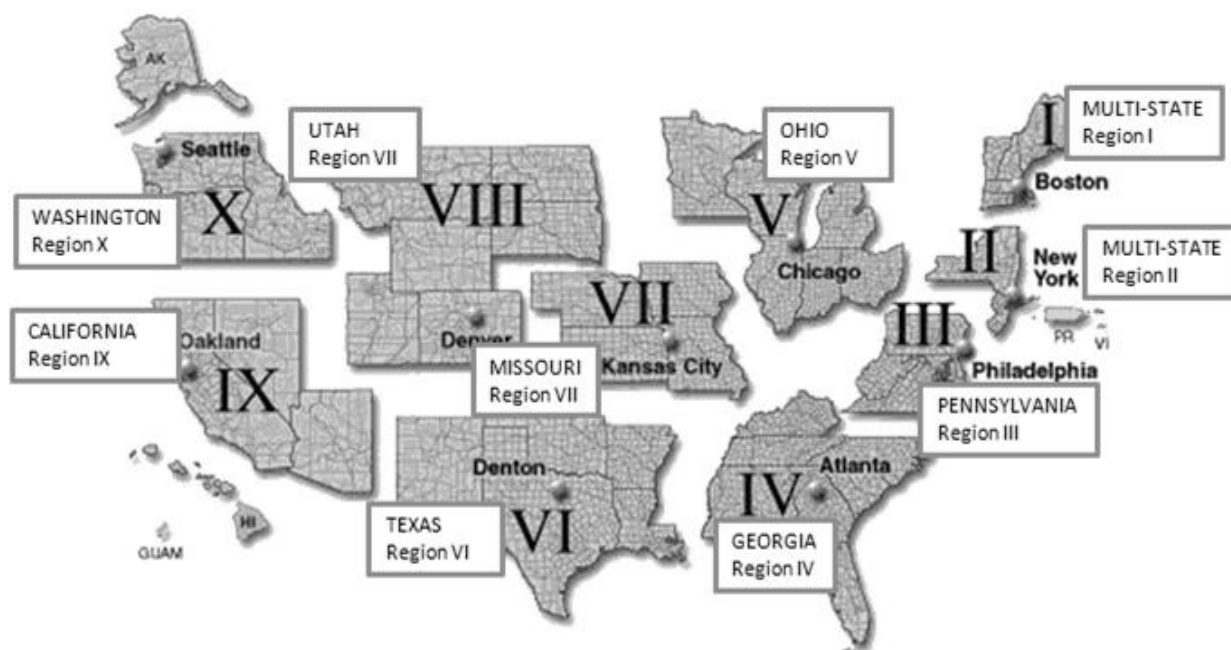 AK
Seattle
X
WASHINGTON
Region X
UTAH
Region VII
VIII
OHIO
Region V
V
Chicago
I
MULTI-STATE
Region I
Boston
II
New
York
MULTI-STATE
Region II
PR
VI
III
Philadelphia
PENNSYLVANIA
Region III
CALIFORNIA
Region IX
Oakland
IX
Denver
VII
Kansas City
MISSOURI
Region VII
HI
GUAM
Denton
VI
TEXAS
Region VI
Atlanta
IV
GEORGIA
Region IV